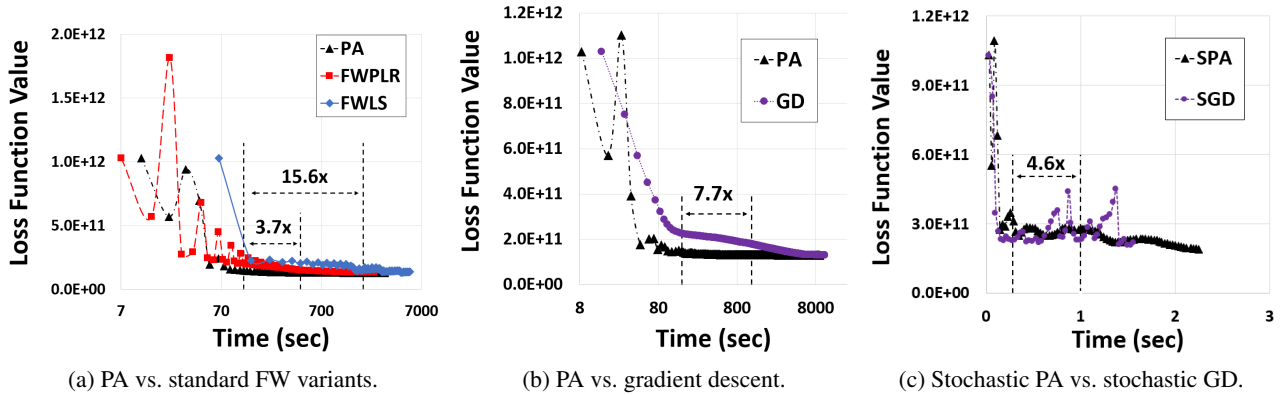 Loss Function Value
2.0E+12
1.5E+12
1.0E+12
5.0E+11
0.0E+00
PA
FWPLR
FWLS
15.6x
3.7x
7 70 700 7000
Time (sec)
(a) PA vs. standard FW variants.
Loss Function Value
1.2E+12
1.0E+12
8.0E+11
6.0E+11
4.0E+11
2.0E+11
0.0E+00
PA
GD
7.7x
8 80 800 8000
Time (sec)
(b) PA vs. gradient descent.
Loss Function Value
1.2E+12
9.0E+11
6.0E+11
3.0E+11
0.0E+00
SPA
SGD
4.6x
0 1 2 3
Time (sec)
(c) Stochastic PA vs. stochastic GD.